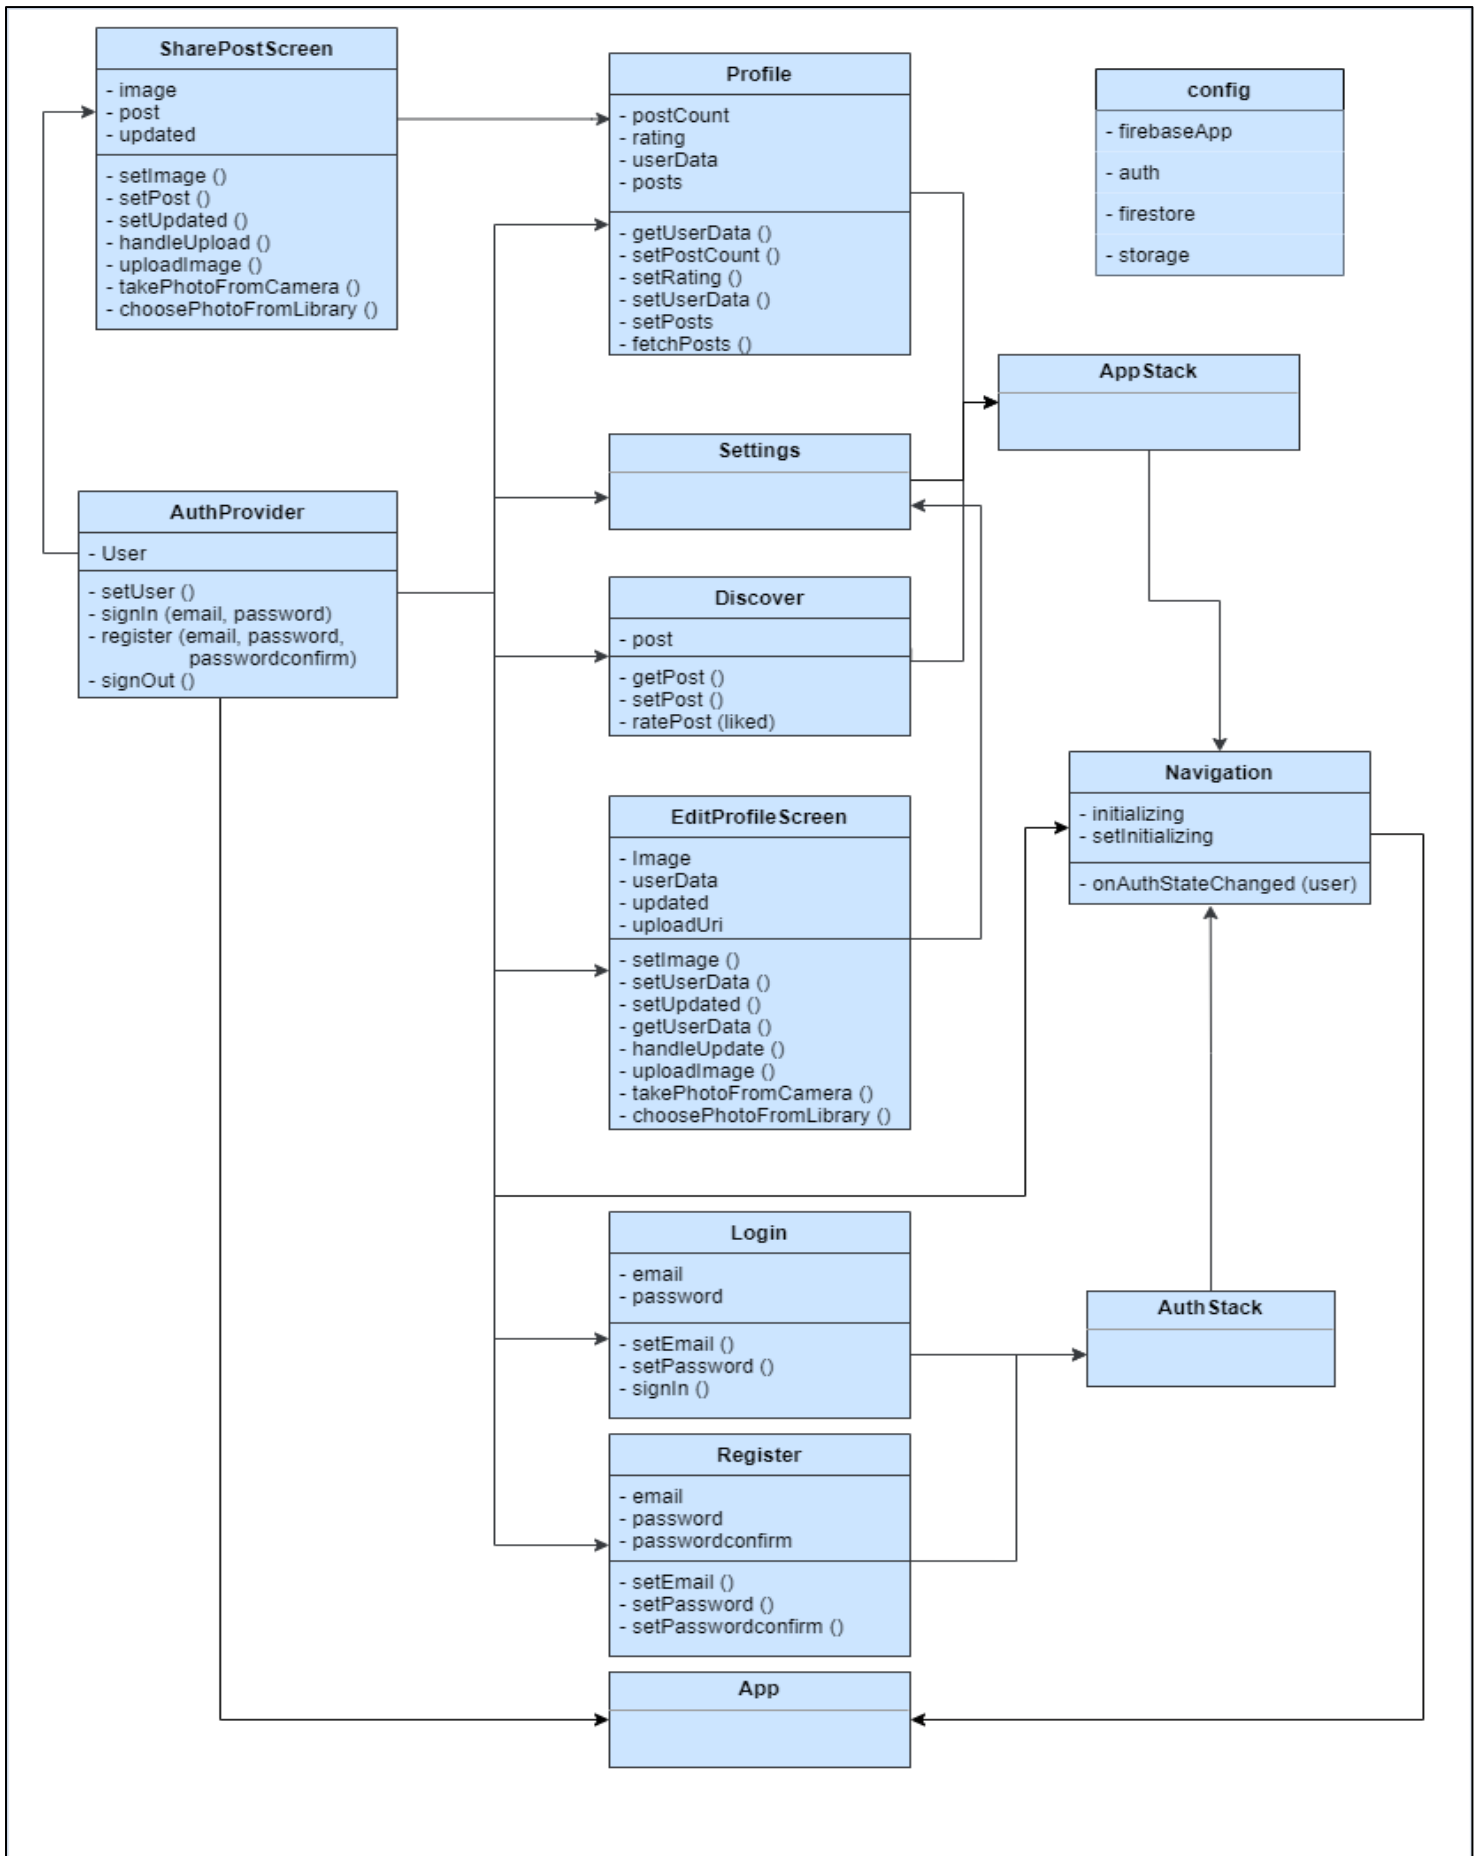 SharePostScreen
- image
- post
- updated
- setImage ()
- setPost ()
- setUpdated ()
- handleUpload ()
- uploadImage ()
- takePhotoFromCamera ()
- choosePhotoFromLibrary ()
Profile
- postCount
- rating
- userData
- posts
- getUserData ()
- setPostCount ()
- setRating ()
- setUserData ()
- setPosts
- fetchPosts ()
config
- firebaseApp
- auth
- firestore
- storage
AppStack
Settings
AuthProvider
- User
- setUser ()
- signIn (email, password)
- register (email, password,
passwordconfirm)
- signOut ()
Discover
- post
- getPost ()
- setPost ()
- ratePost (liked)
Navigation
- initializing
- setInitializing
- onAuthStateChanged (user)
EditProfileScreen
- Image
- userData
- updated
- uploadUri
- setImage ()
- setUserData ()
- setUpdated ()
- getUserData ()
- handleUpdate ()
- uploadImage ()
- takePhotoFromCamera ()
- choosePhotoFromLibrary ()
Login
- email
- password
- setEmail ()
- setPassword ()
- signIn ()
AuthStack
Register
- email
- password
- passwordconfirm
- setEmail ()
- setPassword ()
- setPasswordconfirm ()
App